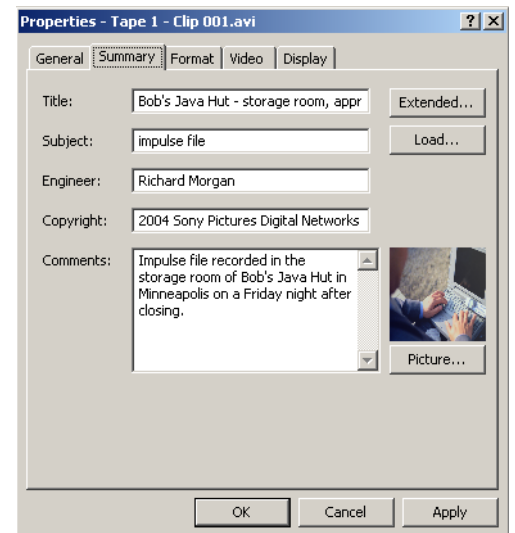 Properties - Tape 1 - Clip 001.avi
General Summary Format Video Display
Title: Bob's Java Hut - storage room, appr Extended...
Subject: impulse file Load...
Engineer: Richard Morgan
Copyright: 2004 Sony Pictures Digital Networks
Comments: Impulse file recorded in the
storage room of Bob's Java Hut in
Minneapolis on a Friday night after
closing.
Picture...
OK Cancel Apply